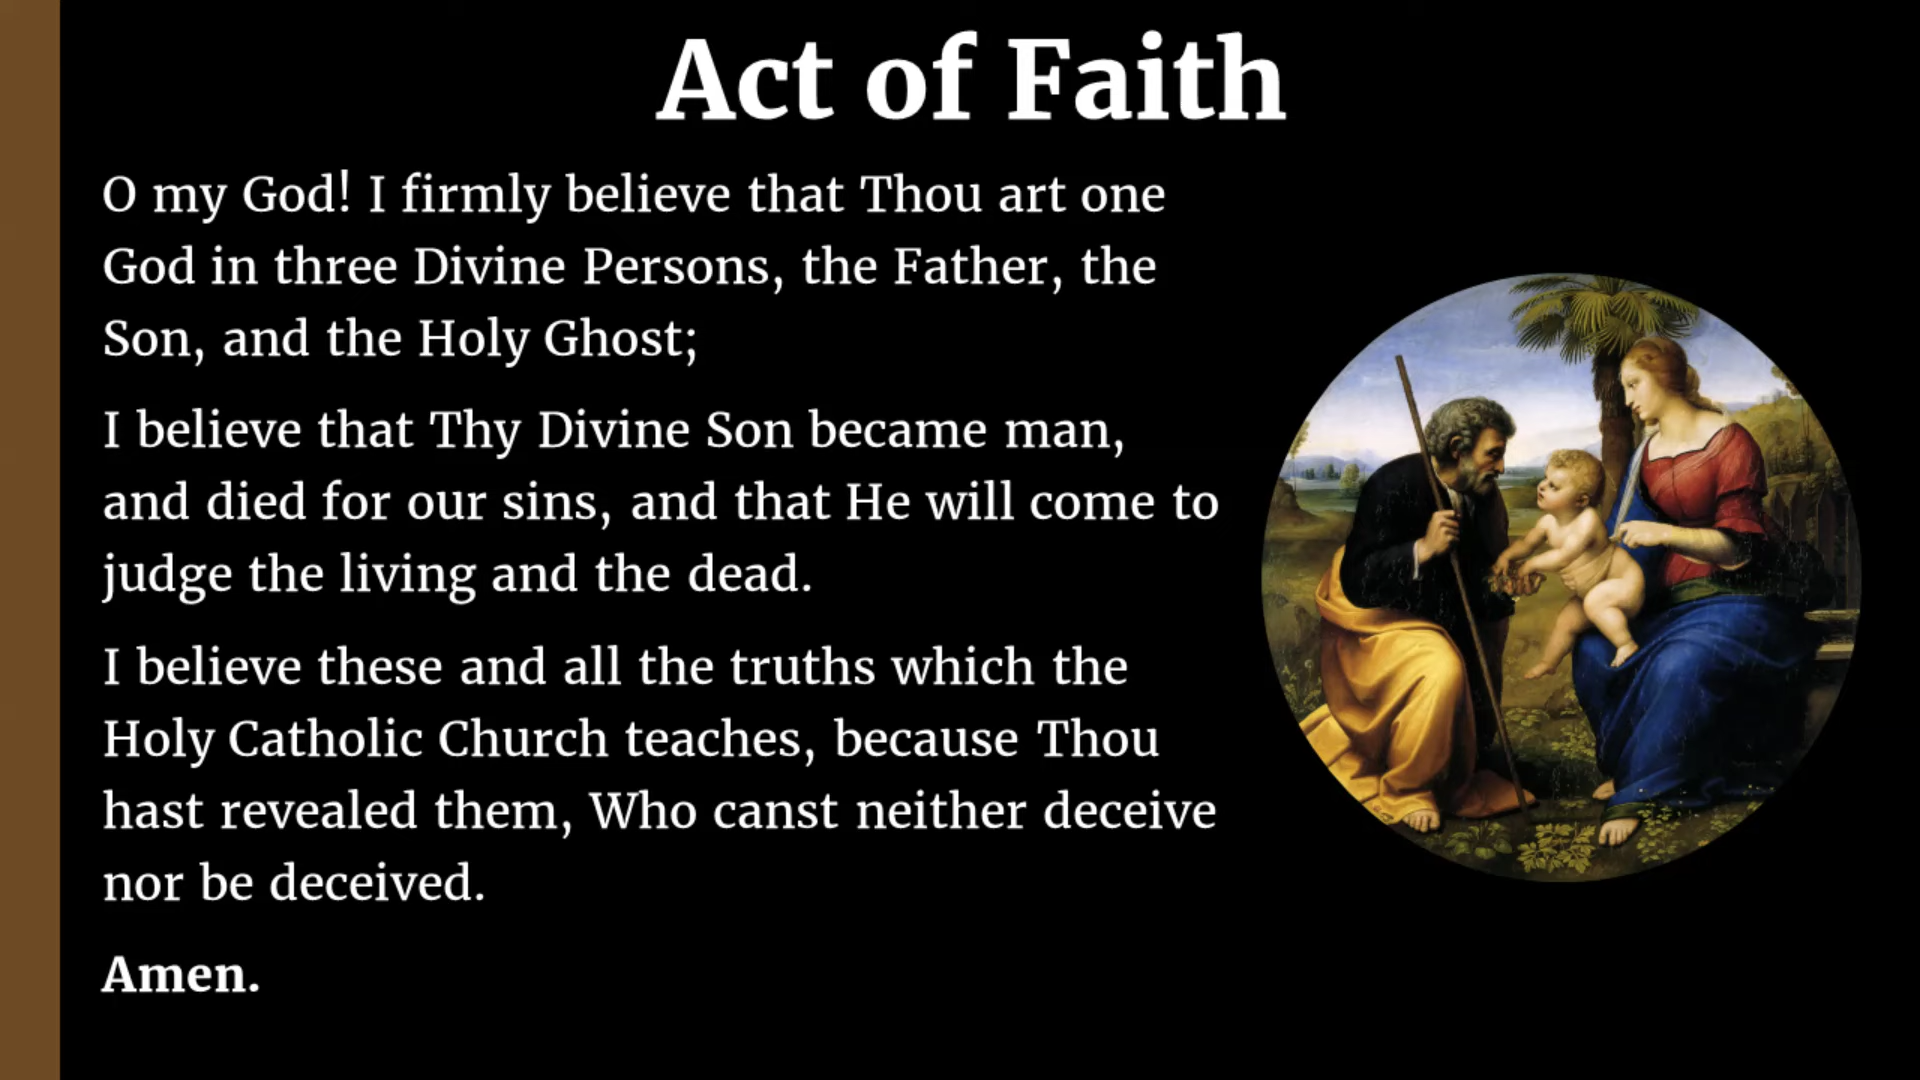 Act of Faith
O my God! I firmly believe that Thou art one
God in three Divine Persons, the Father, the
Son, and the Holy Ghost;
I believe that Thy Divine Son became man,
and died for our sins, and that He will come to
judge the living and the dead.
I believe these and all the truths which the
Holy Catholic Church teaches, because Thou
hast revealed them, Who canst neither deceive
nor be deceived.
Amen.